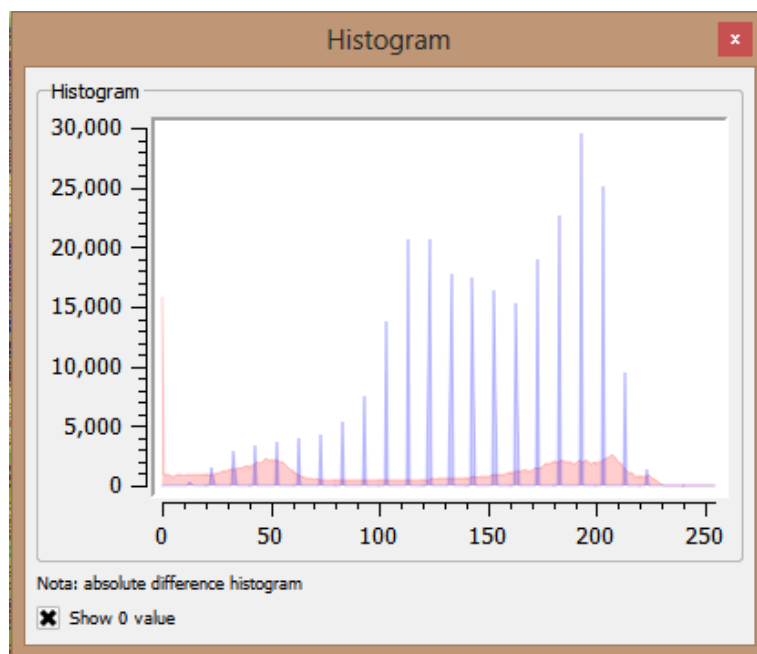 Histogram
x
Histogram
30,000
25,000
20,000
15,000
10,000
5,000
0
0 50 100 150 200 250
Nota: absolute difference histogram
Show 0 value